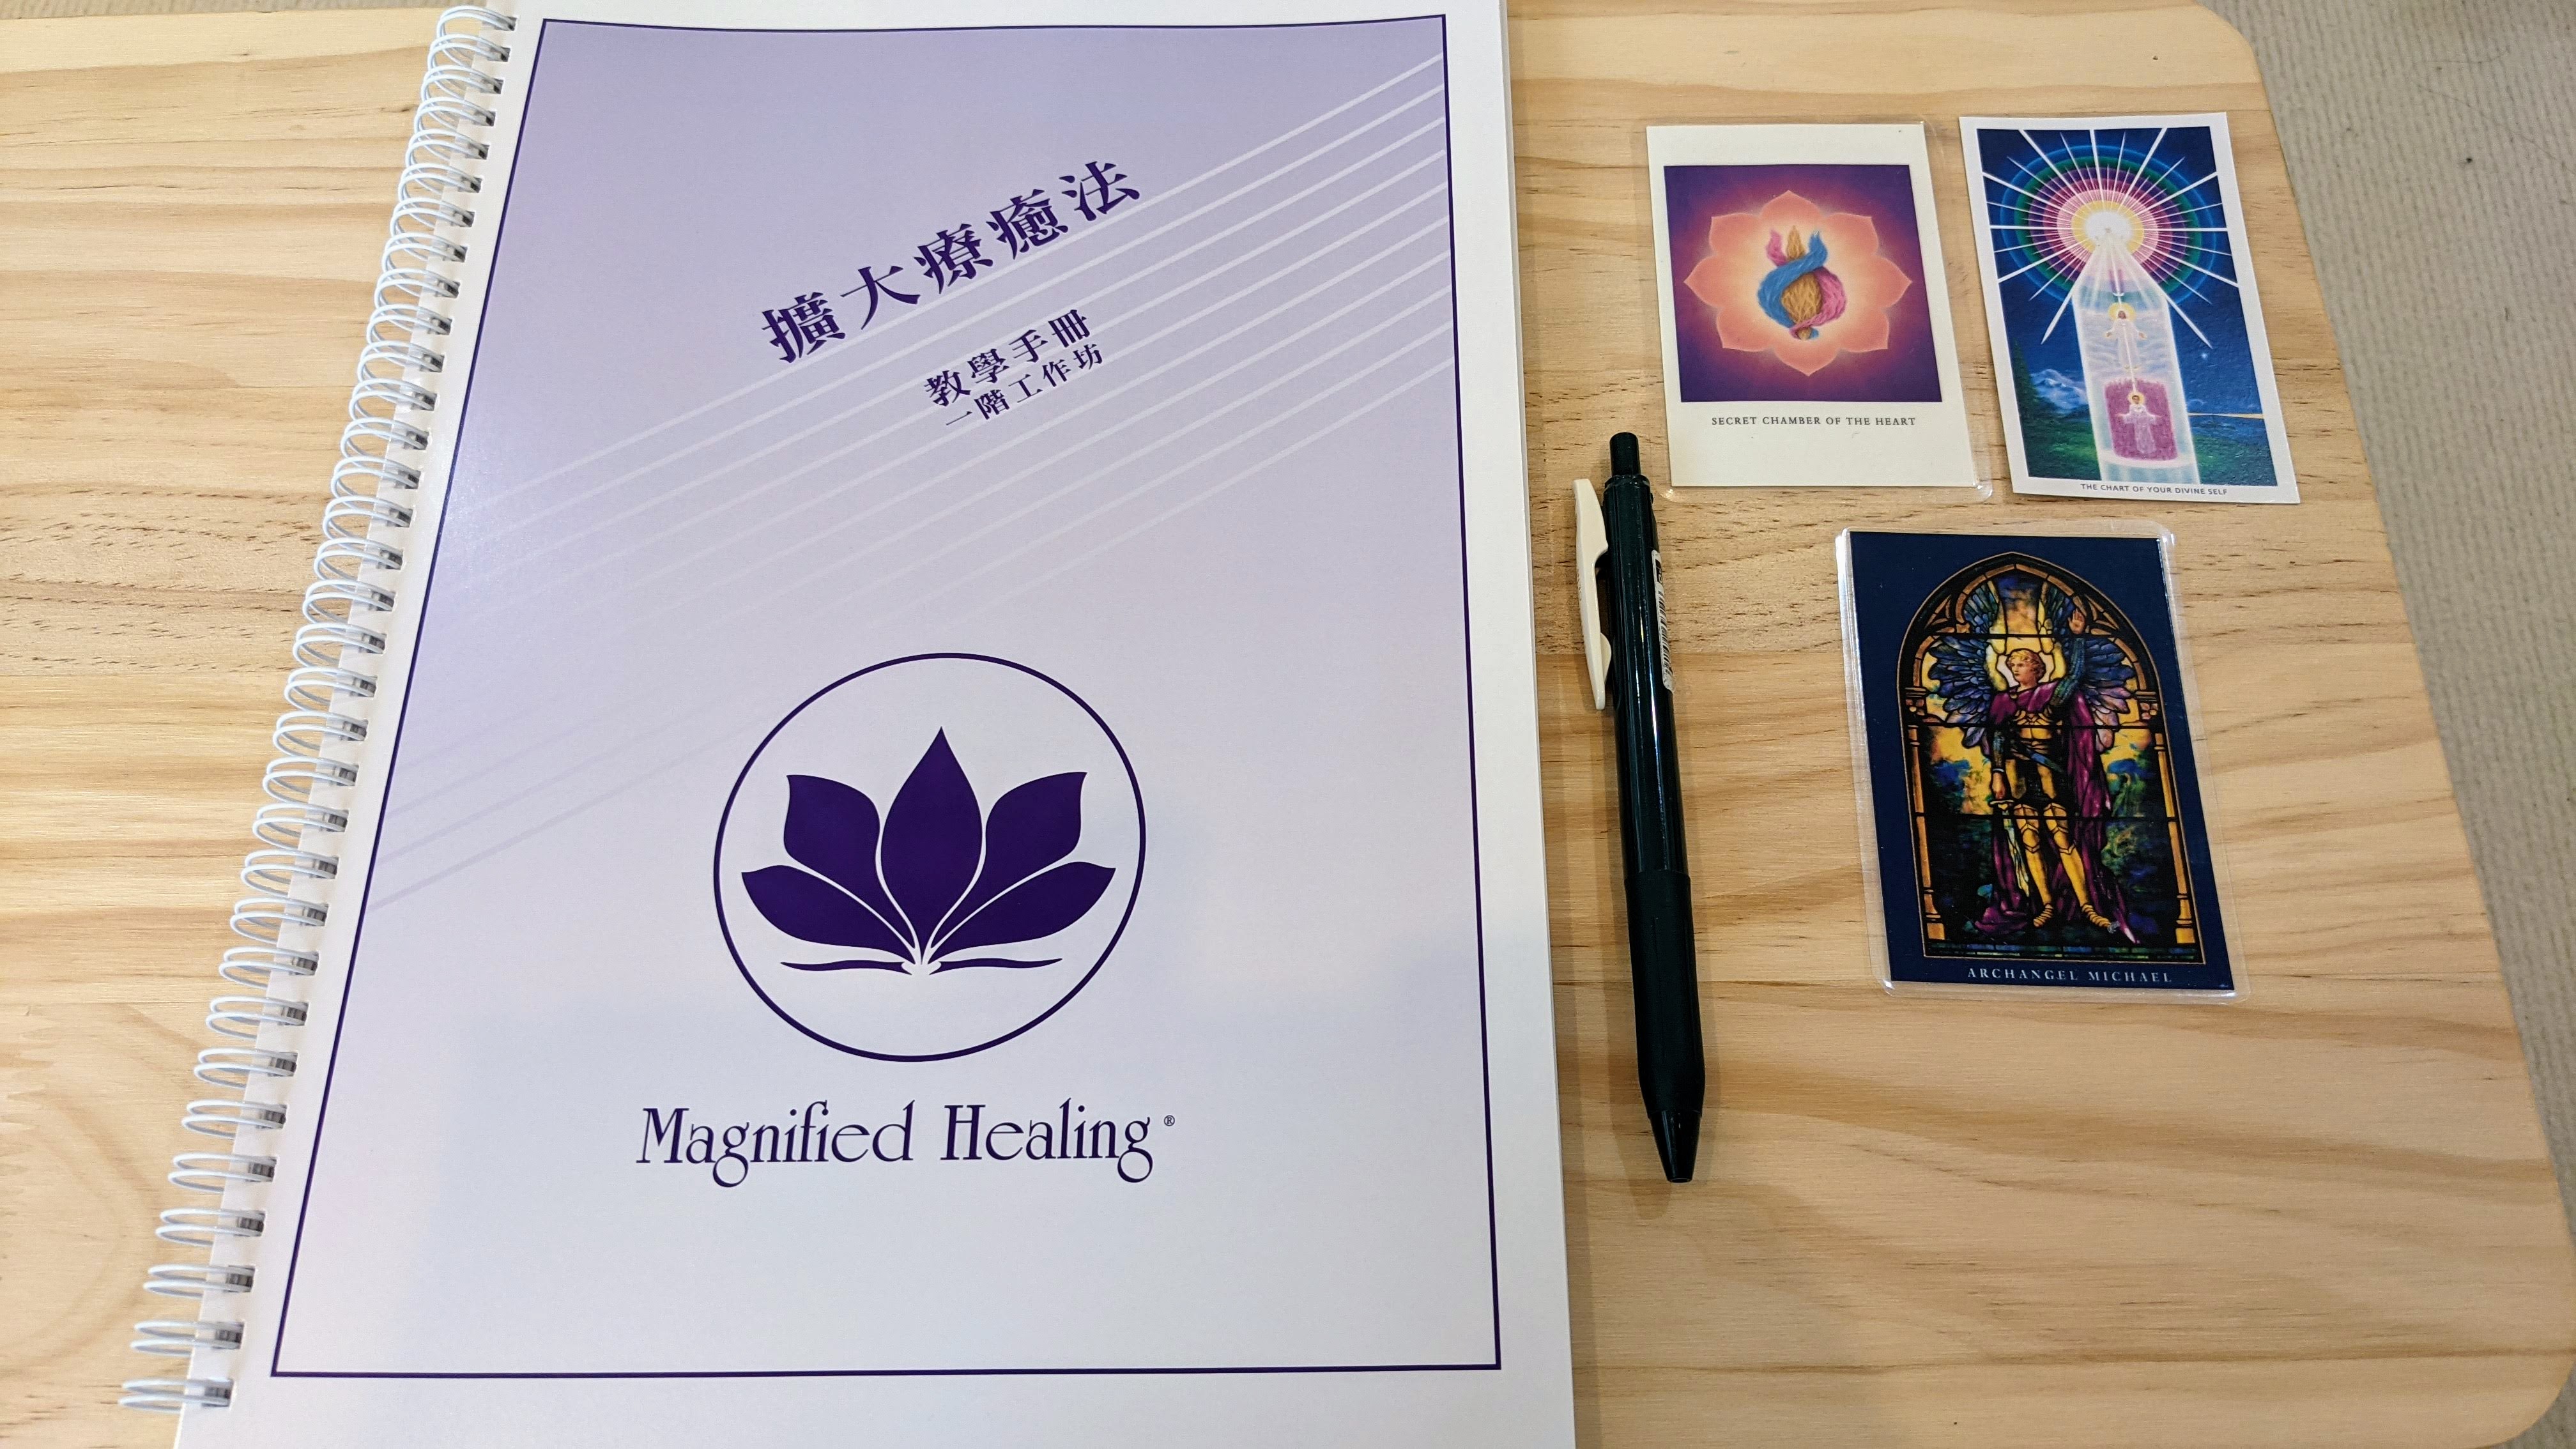 擴大療癒法
教學手冊
一階工作坊
Magnified Healing®
SECRET CHAMBER OF THE HEART
THE CHART OF YOUR DIVINE SELF
ARCHANGEL MICHAEL